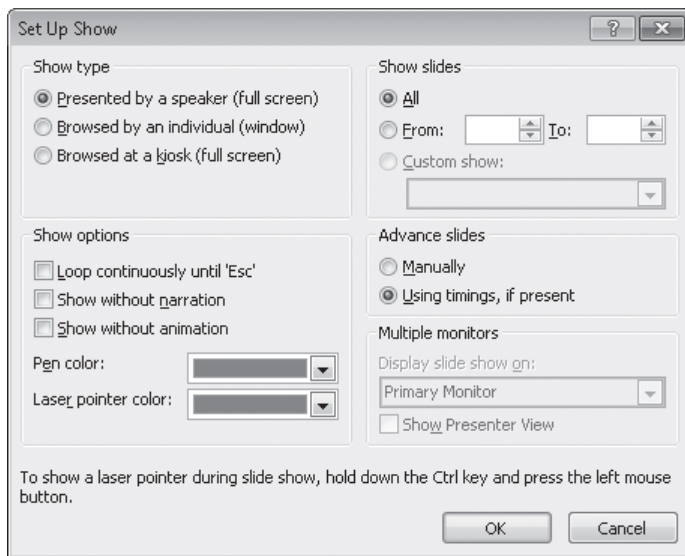 Set Up Show
Show type
Presented by a speaker (full screen)
Browsed by an individual (window)
Browsed at a kiosk (full screen)
Show slides
All
From: To:
Custom show:
Show options
Loop continuously until 'Esc'
Show without narration
Show without animation
Pen color:
Laser pointer color:
Advance slides
Manually
Using timings, if present
Multiple monitors
Display slide show on:
Primary Monitor
Show Presenter View
To show a laser pointer during slide show, hold down the Ctrl key and press the left mouse
button.
OK Cancel